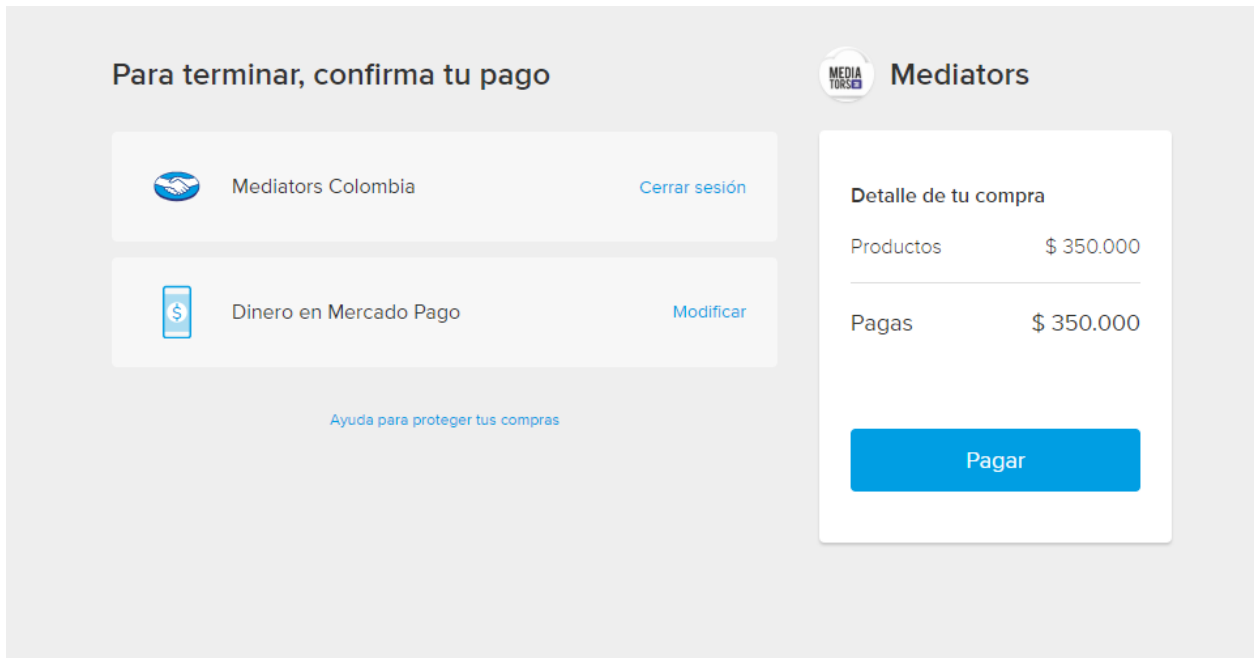 Para terminar, confirma tu pago
Mediators Colombia
Cerrar sesión
$
Dinero en Mercado Pago
Modificar
Ayuda para proteger tus compras
MEDIA
TORS
Mediators
Detalle de tu compra
Productos $ 350.000
Pagas $ 350.000
Pagar